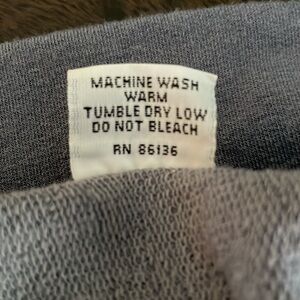 MACHINE WASH
WARM
TUMBLE DRY LOW
DO NOT BLEACH
RN 86136